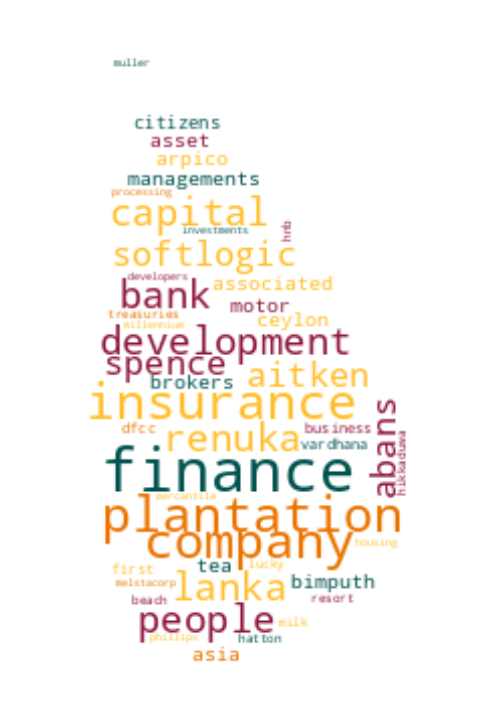 muller
citizens
asset
arpico
managements
processing
capital
investments hnb
softlogic
developers
bank associated
motor
treasuries ceylon
millennium
development
spence
brokers aitken
insurance
dfcc renuka business
vardhana abans
hikkaduwa
finance
mercantile
plantation
company housing
first tea lucky
melstacorp lanka bimputh
beach resort
people milk
phillips hatton
asia